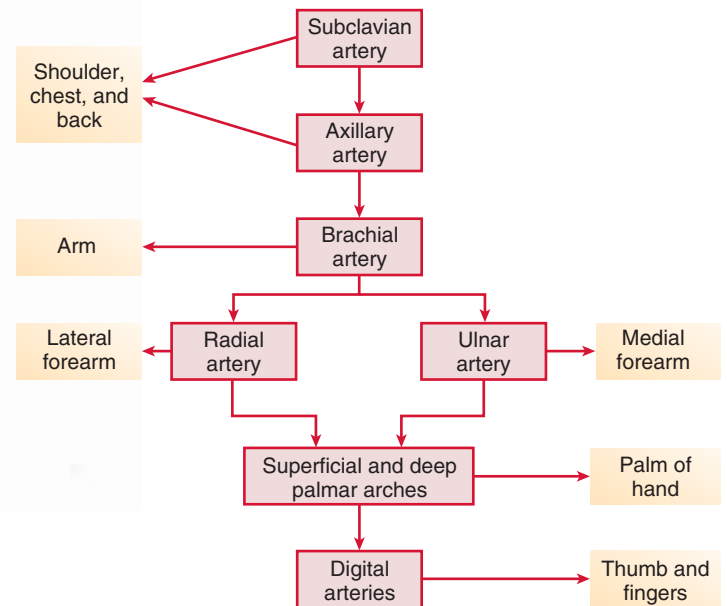 Subclavian
artery
Shoulder,
chest, and
back
Axillary
artery
Arm
Brachial
artery
Lateral
forearm
Radial
artery
Ulnar
artery
Medial
forearm
Superficial and deep
palmar arches
Palm of
hand
Digital
arteries
Thumb and
fingers